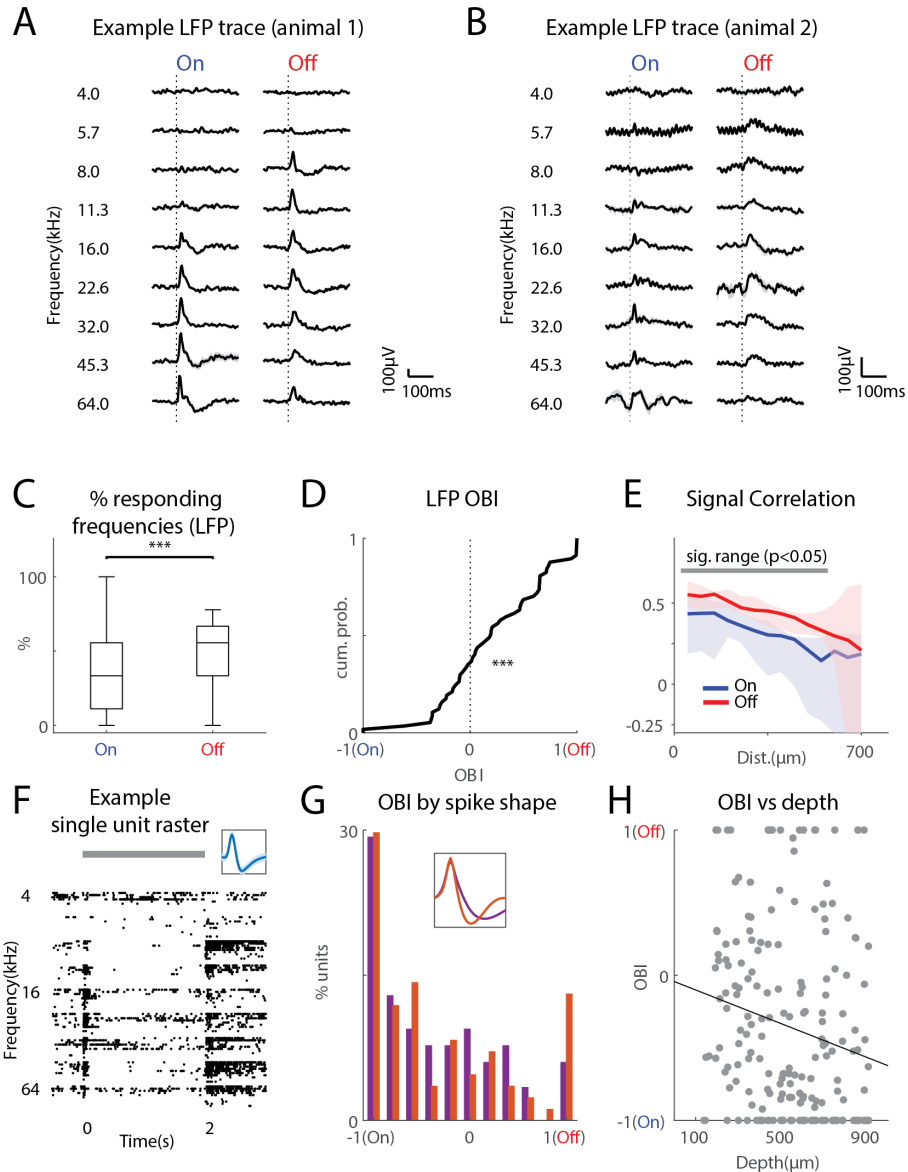 A
Example LFP trace (animal 1)
On
Off
Frequency(kHz)
4.0
5.7
8.0
11.3
16.0
22.6
32.0
45.3
64.0
100µV
100ms
B
Example LFP trace (animal 2)
On
Off
Frequency(kHz)
4.0
5.7
8.0
11.3
16.0
22.6
32.0
45.3
64.0
100µV
100ms
C
% responding
frequencies (LFP)
***
100
%
0
On
Off
D
LFP OBI
1
cum. prob.
***
0
-1(On)
0
1(Off)
OBI
E
Signal Correlation
sig. range (p<0.05)
0.5
0
-0.25
On
Off
0
Dist.(µm)
700
F
Example
single unit raster
4
16
64
Frequency(kHz)
0
Time(s)
2
G
OBI by spike shape
30
% units
0
-1(On)
0
1(Off)
H
OBI vs depth
1(Off)
OBI
0
-1(On)
100
500
900
Depth(µm)